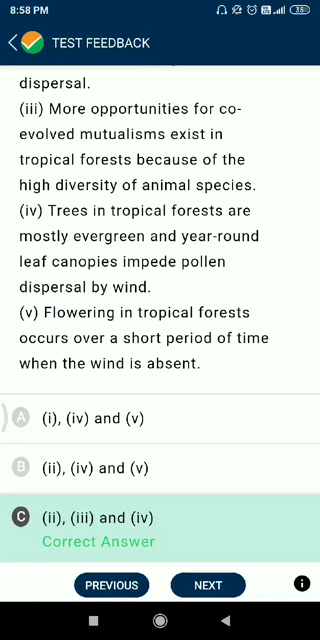 8:58 PM
38
TEST FEEDBACK
dispersal.
(iii) More opportunities for co-
evolved mutualisms exist in
tropical forests because of the
high diversity of animal species.
(iv) Trees in tropical forests are
mostly evergreen and year-round
leaf canopies impede pollen
dispersal by wind.
(v) Flowering in tropical forests
occurs over a short period of time
when the wind is absent.
A (i), (iv) and (v)
B (ii), (iv) and (v)
C (ii), (iii) and (iv)
Correct Answer
PREVIOUS NEXT